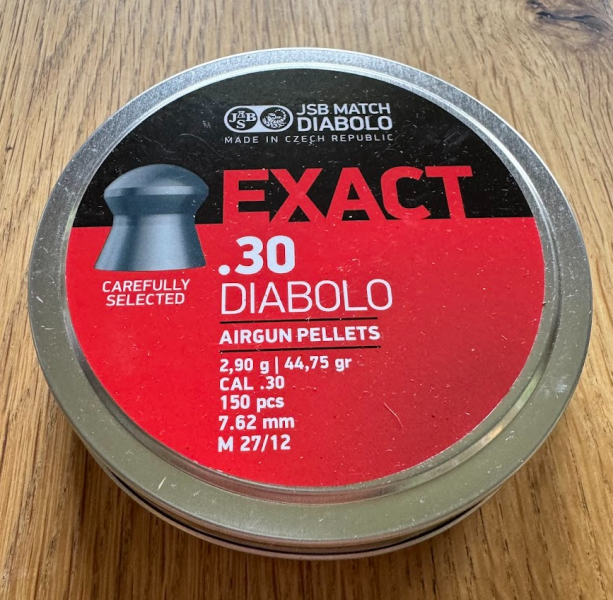 JSB JSB MATCH
DIABOLO
MADE IN CZECH REPUBLIC
EXACT
.30
DIABOLO
CAREFULLY
SELECTED
AIRGUN PELLETS
2,90 g | 44,75 gr
CAL .30
150 pcs
7.62 mm
M 27/12